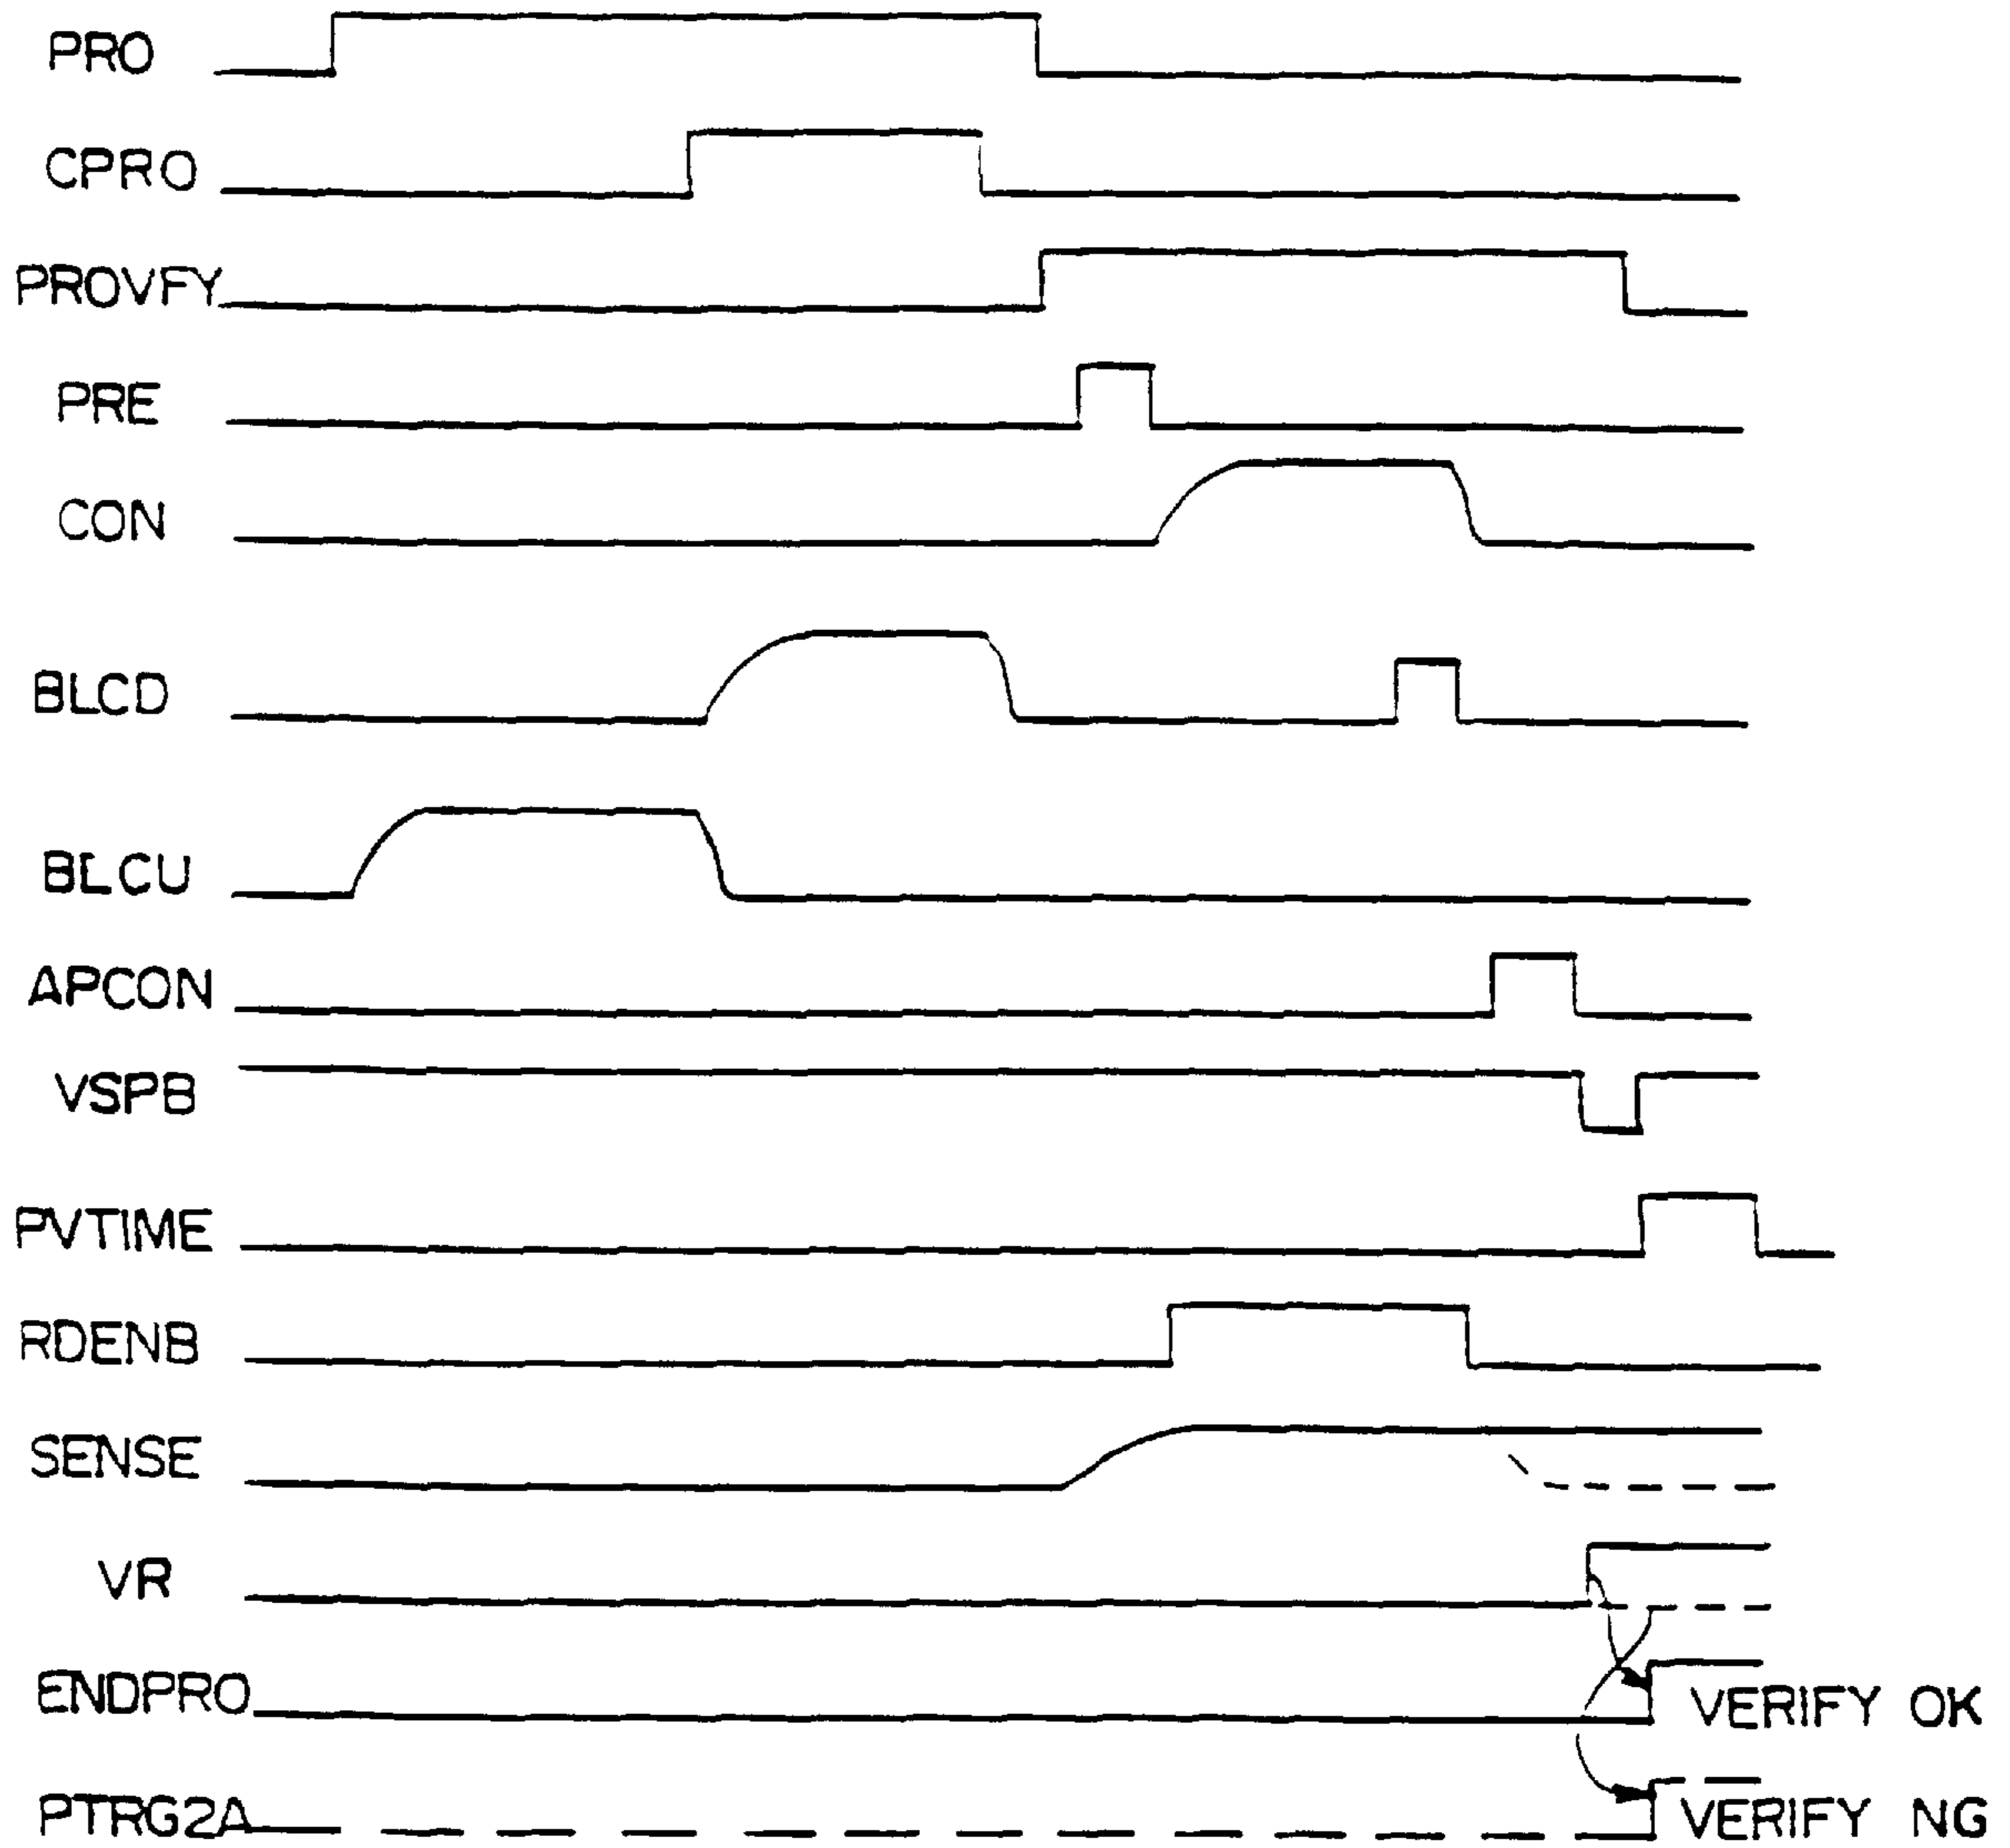 PRO
CPRO
PROVFY
PRE
CON
BLCD
BLCU
APCON
VSPB
PVTIME
RDENB
SENSE
VR
ENDPRO
VERIFY OK
PTRG2A
VERIFY NG